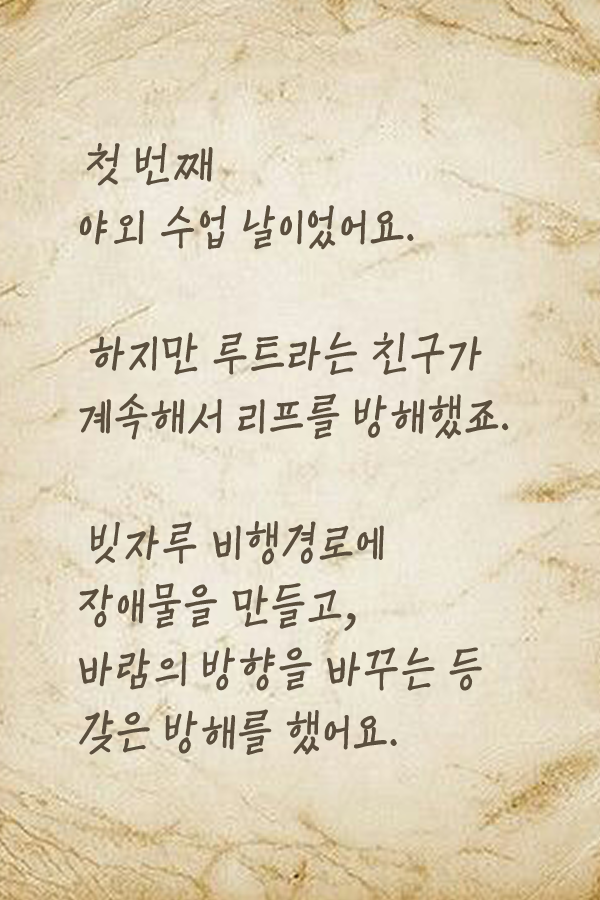 첫 번째
야외 수업 날이었어요.
하지만 루트라는 친구가
계속해서 리프를 방해했죠.
빗자루 비행경로에
장애물을 만들고,
바람의 방향을 바꾸는 등
갖은 방해를 했어요.